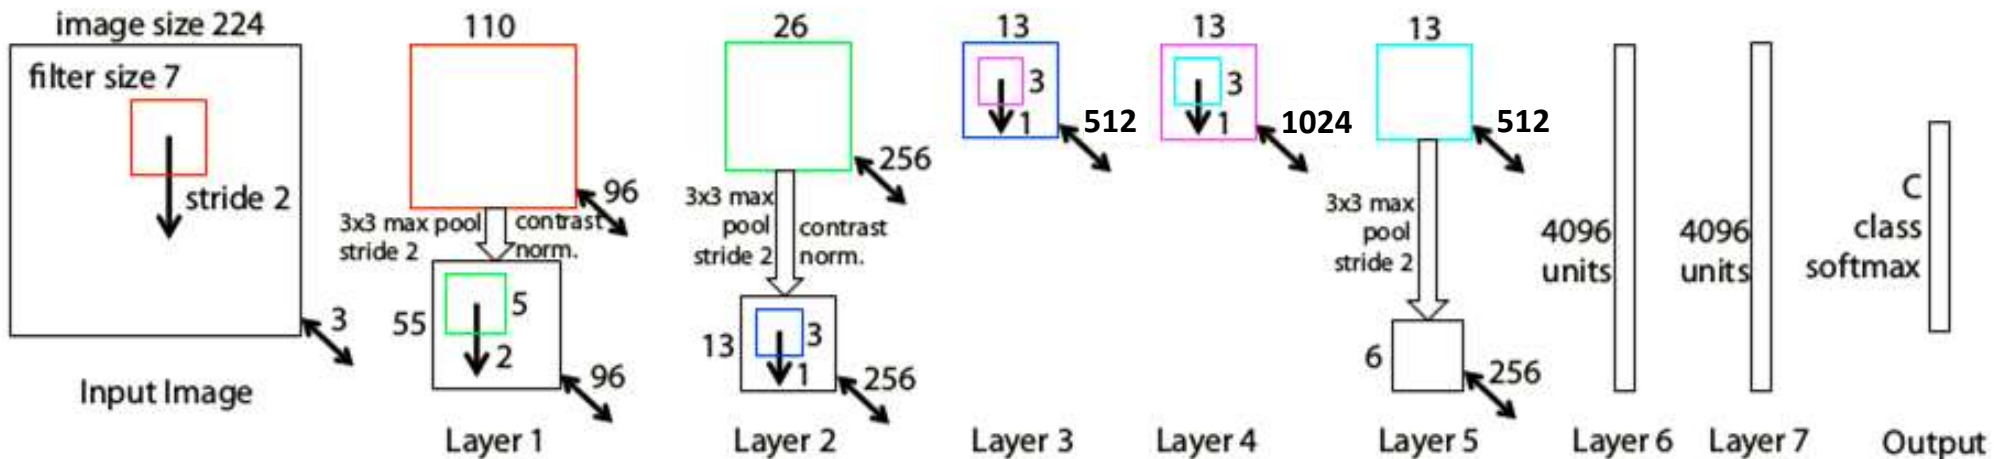 image size 224
filter size 7
stride 2
3
Input Image
110
96
3x3 max pool
stride 2
contrast
norm.
55
5
2
96
Layer 1
26
256
3x3 max
pool
stride 2
contrast
norm.
13
3
1
256
Layer 2
13
3
1
512
Layer 3
13
3
1
1024
Layer 4
13
512
3x3 max
pool
stride 2
6
256
Layer 5
4096
units
Layer 6
4096
units
Layer 7
C
class
softmax
Output